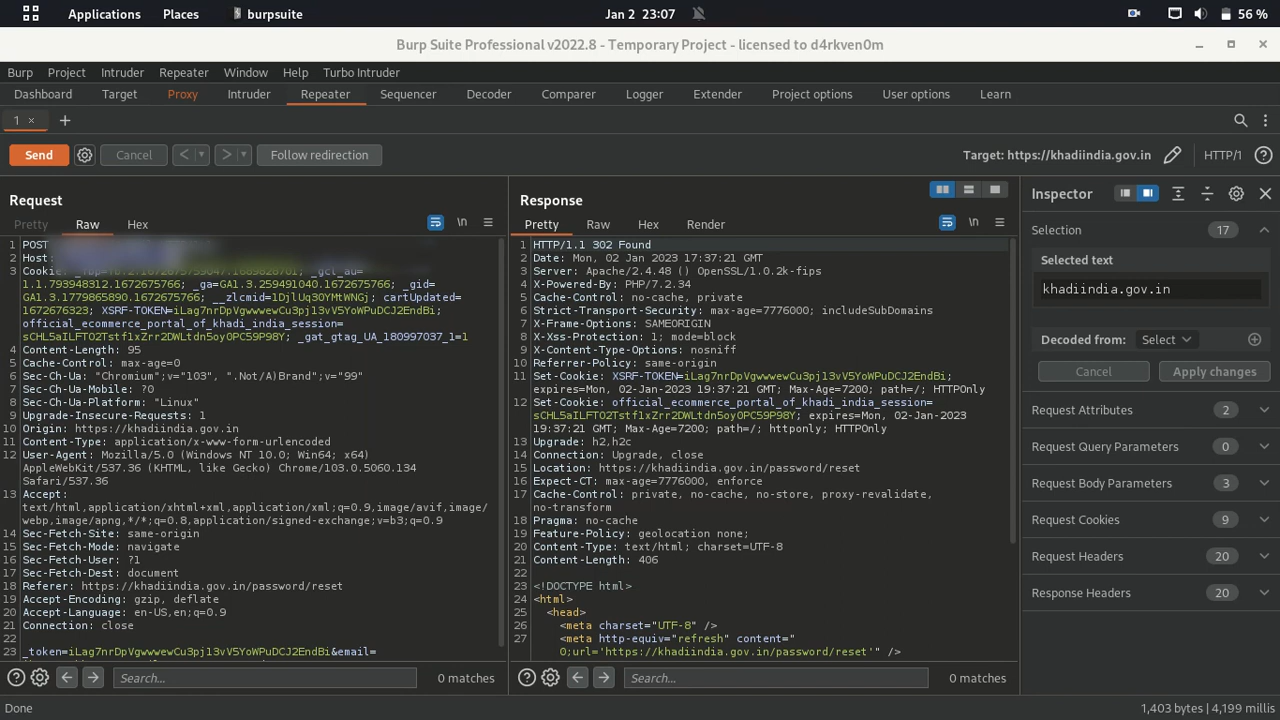 Applications Places burpsuite Jan 2 23:07 56 %
Burp Suite Professional v2022.8 - Temporary Project - licensed to d4rkven0m
Burp Project Intruder Repeater Window Help Turbo Intruder
Dashboard Target Proxy Intruder Repeater Sequencer Decoder Comparer Logger Extender Project options User options Learn
1 × +
Send Cancel < > Follow redirection Target: https://khadiindia.gov.in HTTP/1
Request
Pretty Raw Hex \n
1 POST
2 Host:
3 Cookie:
1.1.793948312.1672675766; _ga=GA1.3.259491040.1672675766; _gid=
GA1.3.1779865890.1672675766; __zlcmid=1DjlUq3OYMtWNGj; cartUpdated=
1672676323; XSRF-TOKEN=iLag7nrDpVgwwwewCu3pjl3vV5YoWPuDCJ2EndBi;
official_ecommerce_portal_of_khadi_india_session=
sCHL5aILFTO2Tstf1xZrr2DWLtdn5oy0PC59P98Y; _gat_gtag_UA_180997037_1=1
4 Content-Length: 95
5 Cache-Control: max-age=0
6 Sec-Ch-Ua: "Chromium";v="103", ".Not/A)Brand";v="99"
7 Sec-Ch-Ua-Mobile: ?0
8 Sec-Ch-Ua-Platform: "Linux"
9 Upgrade-Insecure-Requests: 1
10 Origin: https://khadiindia.gov.in
11 Content-Type: application/x-www-form-urlencoded
12 User-Agent: Mozilla/5.0 (Windows NT 10.0; Win64; x64)
AppleWebKit/537.36 (KHTML, like Gecko) Chrome/103.0.5060.134
Safari/537.36
13 Accept:
text/html,application/xhtml+xml,application/xml;q=0.9,image/avif,image/
webp,image/apng,*/*;q=0.8,application/signed-exchange;v=b3;q=0.9
14 Sec-Fetch-Site: same-origin
15 Sec-Fetch-Mode: navigate
16 Sec-Fetch-User: ?1
17 Sec-Fetch-Dest: document
18 Referer: https://khadiindia.gov.in/password/reset
19 Accept-Encoding: gzip, deflate
20 Accept-Language: en-US,en;q=0.9
21 Connection: close
22
23 _token=iLag7nrDpVgwwwewCu3pjl3vV5YoWPuDCJ2EndBi&email=
Search... 0 matches
Response
Pretty Raw Hex Render \n
1 HTTP/1.1 302 Found
2 Date: Mon, 02 Jan 2023 17:37:21 GMT
3 Server: Apache/2.4.48 () OpenSSL/1.0.2k-fips
4 X-Powered-By: PHP/7.2.34
5 Cache-Control: no-cache, private
6 Strict-Transport-Security: max-age=7776000; includeSubDomains
7 X-Frame-Options: SAMEORIGIN
8 X-Xss-Protection: 1; mode=block
9 X-Content-Type-Options: nosniff
10 Referrer-Policy: same-origin
11 Set-Cookie: XSRF-TOKEN=iLag7nrDpVgwwwewCu3pjl3vV5YoWPuDCJ2EndBi;
expires=Mon, 02-Jan-2023 19:37:21 GMT; Max-Age=7200; path=/; HTTPOnly
12 Set-Cookie: official_ecommerce_portal_of_khadi_india_session=
sCHL5aILFTO2Tstf1xZrr2DWLtdn5oy0PC59P98Y; expires=Mon, 02-Jan-2023
19:37:21 GMT; Max-Age=7200; path=/; httponly; HTTPOnly
13 Upgrade: h2,h2c
14 Connection: Upgrade, close
15 Location: https://khadiindia.gov.in/password/reset
16 Expect-CT: max-age=7776000, enforce
17 Cache-Control: private, no-cache, no-store, proxy-revalidate,
no-transform
18 Pragma: no-cache
19 Feature-Policy: geolocation none;
20 Content-Type: text/html; charset=UTF-8
21 Content-Length: 406
22
23 <!DOCTYPE html>
24 <html>
25 <head>
26 <meta charset="UTF-8" />
27 <meta http-equiv="refresh" content="
0;url='https://khadiindia.gov.in/password/reset'" />
Search... 0 matches
Inspector
Selection 17
Selected text
khadiindia.gov.in
Decoded from: Select
Cancel Apply changes
Request Attributes 2
Request Query Parameters 0
Request Body Parameters 3
Request Cookies 9
Request Headers 20
Response Headers 20
Done 1,403 bytes | 4,199 millis